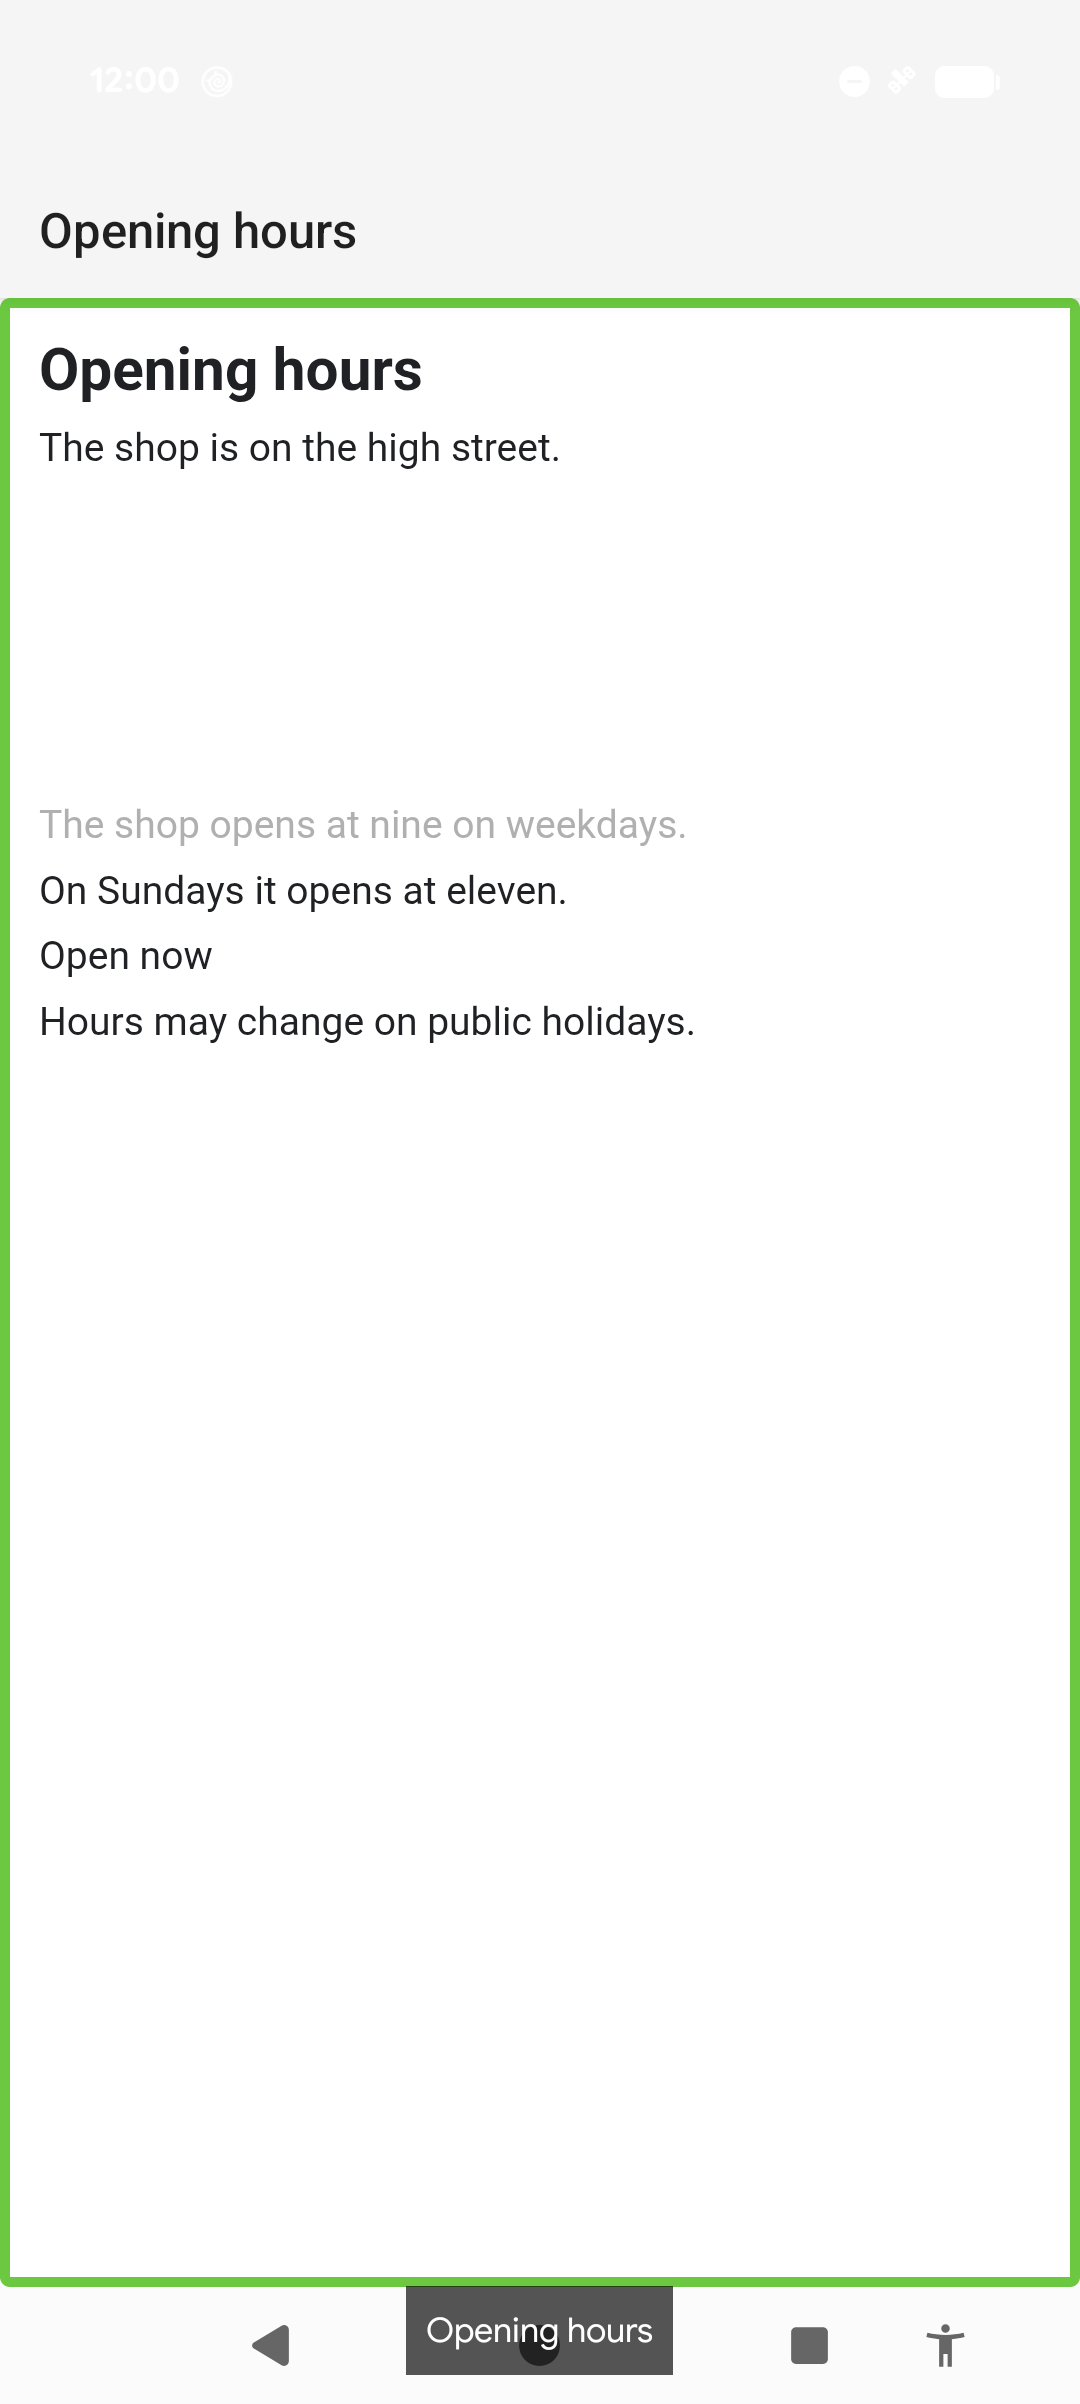 12:00
Opening hours
Opening hours
The shop is on the high street.
The shop opens at nine on weekdays.
On Sundays it opens at eleven.
Open now
Hours may change on public holidays.
Opening hours